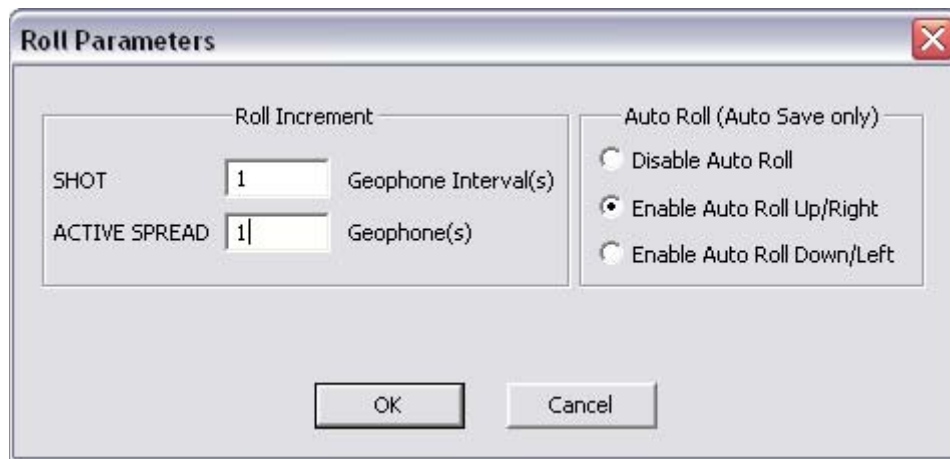 Roll Parameters
Roll Increment
SHOT 1 Geophone Interval(s)
ACTIVE SPREAD 1 Geophone(s)
Auto Roll (Auto Save only)
Disable Auto Roll
Enable Auto Roll Up/Right
Enable Auto Roll Down/Left
OK Cancel